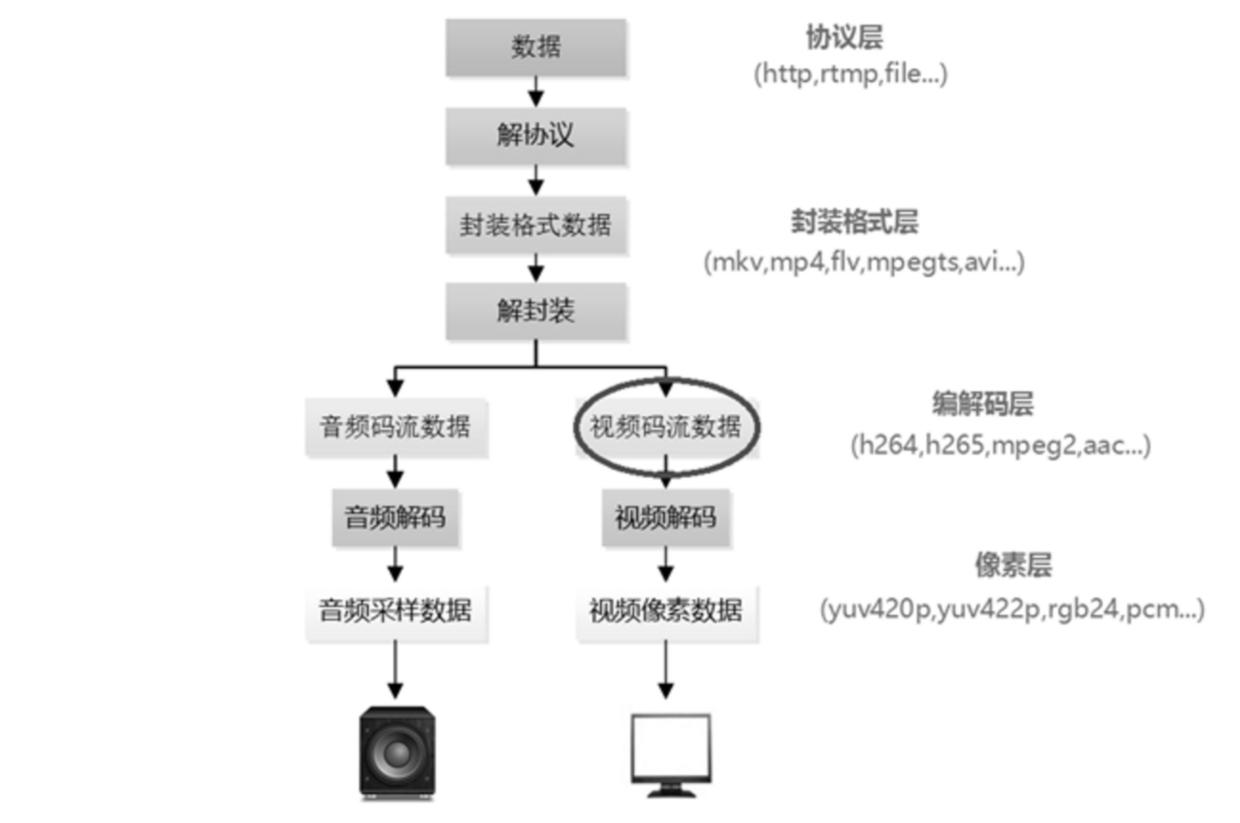 数据
协议层
(http,rtmp,file...)
解协议
封装格式数据
封装格式层
(mkv,mp4,flv,mpegts,avi...)
解封装
音频码流数据
视频码流数据
编解码层
(h264,h265,mpeg2,aac...)
音频解码
视频解码
像素层
(yuv420p,yuv422p,rgb24,pcm...)
音频采样数据
视频像素数据